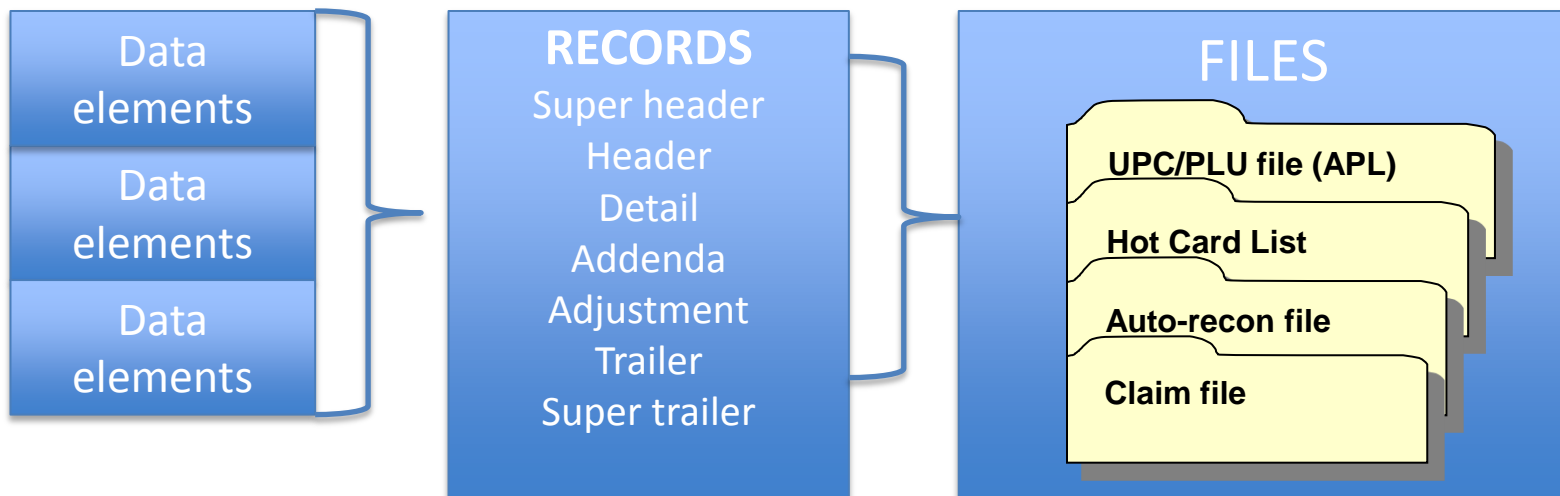 Data
elements
Data
elements
Data
elements
RECORDS
Super header
Header
Detail
Addenda
Adjustment
Trailer
Super trailer
FILES
UPC/PLU file (APL)
Hot Card List
Auto-recon file
Claim file